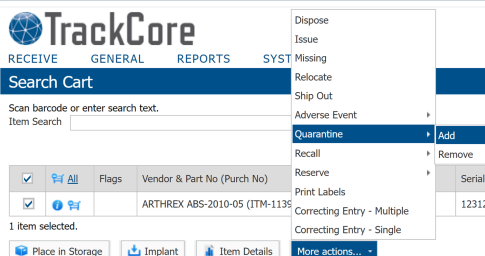 TrackCore
RECEIVE GENERAL REPORTS SYST
Search Cart
Scan barcode or enter search text.
Item Search
Dispose
Issue
Missing
Relocate
Ship Out
Adverse Event
Quarantine
Add
Recall
Remove
Reserve
Print Labels
Correcting Entry - Multiple
Correcting Entry - Single
All Flags Vendor & Part No (Purch No) Serial
ARTHREX ABS-2010-05 (ITM-1139 12312
1 item selected.
Place in Storage Implant Item Details More actions...